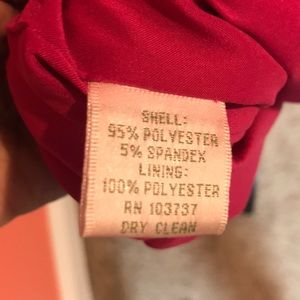 SHELL:
95% POLYESTER
5% SPANDEX
LINING:
100% POLYESTER
RN 103737
DRY CLEAN